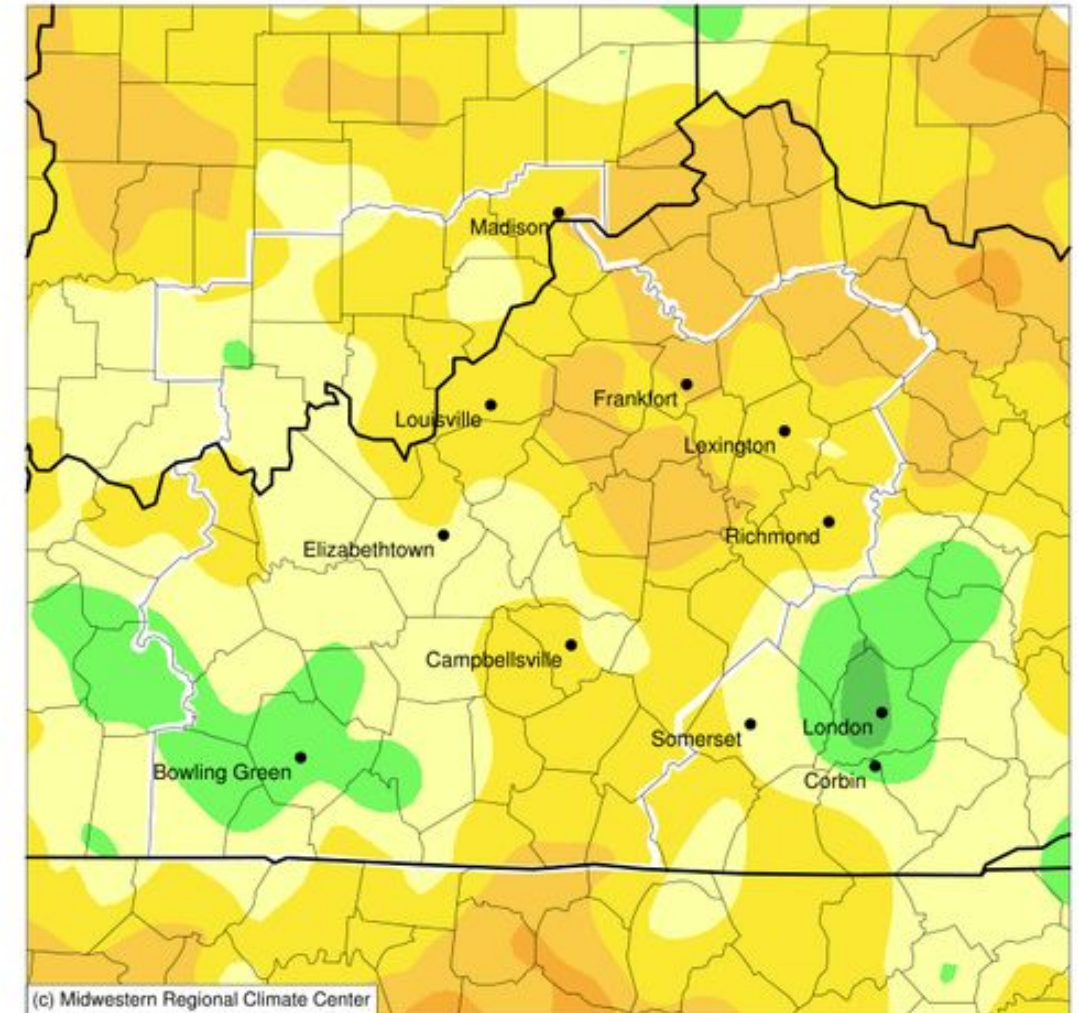 Madison
Frankfort
Louisville
Lexington
Richmond
Elizabethtown
Campbellsville
Somerset
London
Bowling Green
Corbin
(c) Midwestern Regional Climate Center